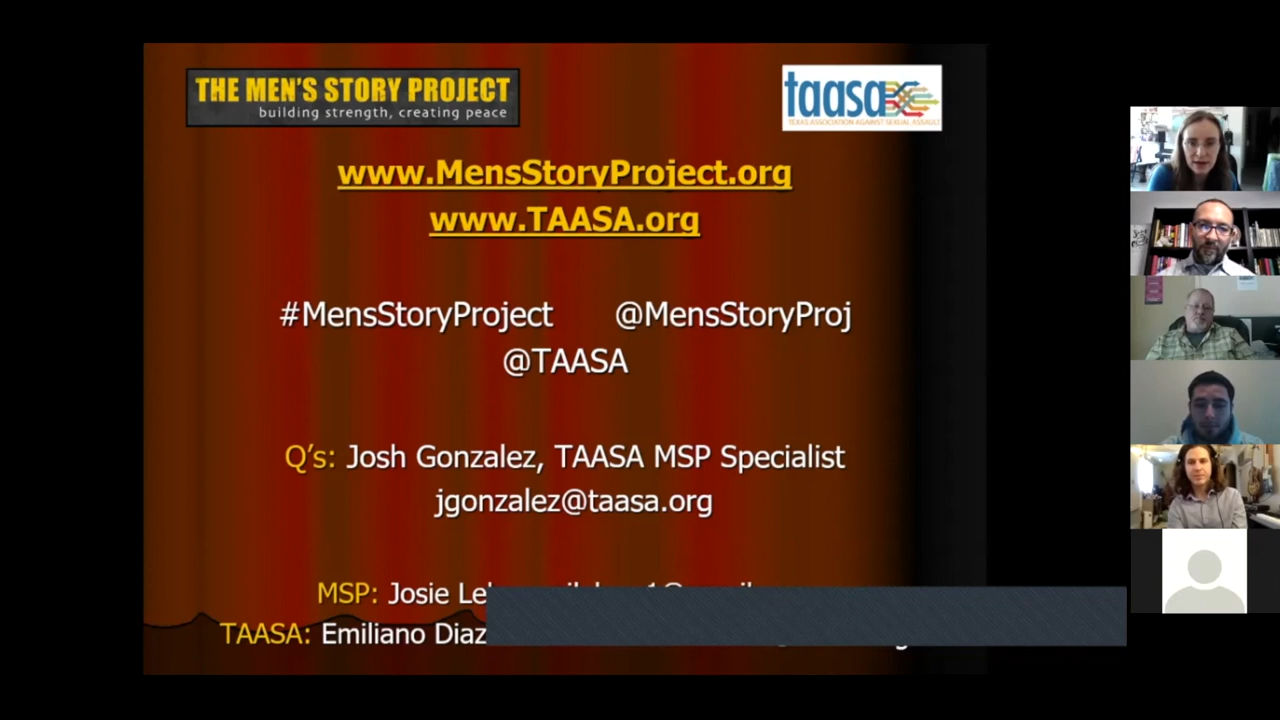 THE MEN'S STORY PROJECT
building strength, creating peace
taasa
TEXAS ASSOCIATION AGAINST SEXUAL ASSAULT
www.MensStoryProject.org
www.TAASA.org
#MensStoryProject @MensStoryProj
@TAASA
Q's: Josh Gonzalez, TAASA MSP Specialist
jgonzalez@taasa.org
MSP: Josie
TAASA: Emiliano Diaz